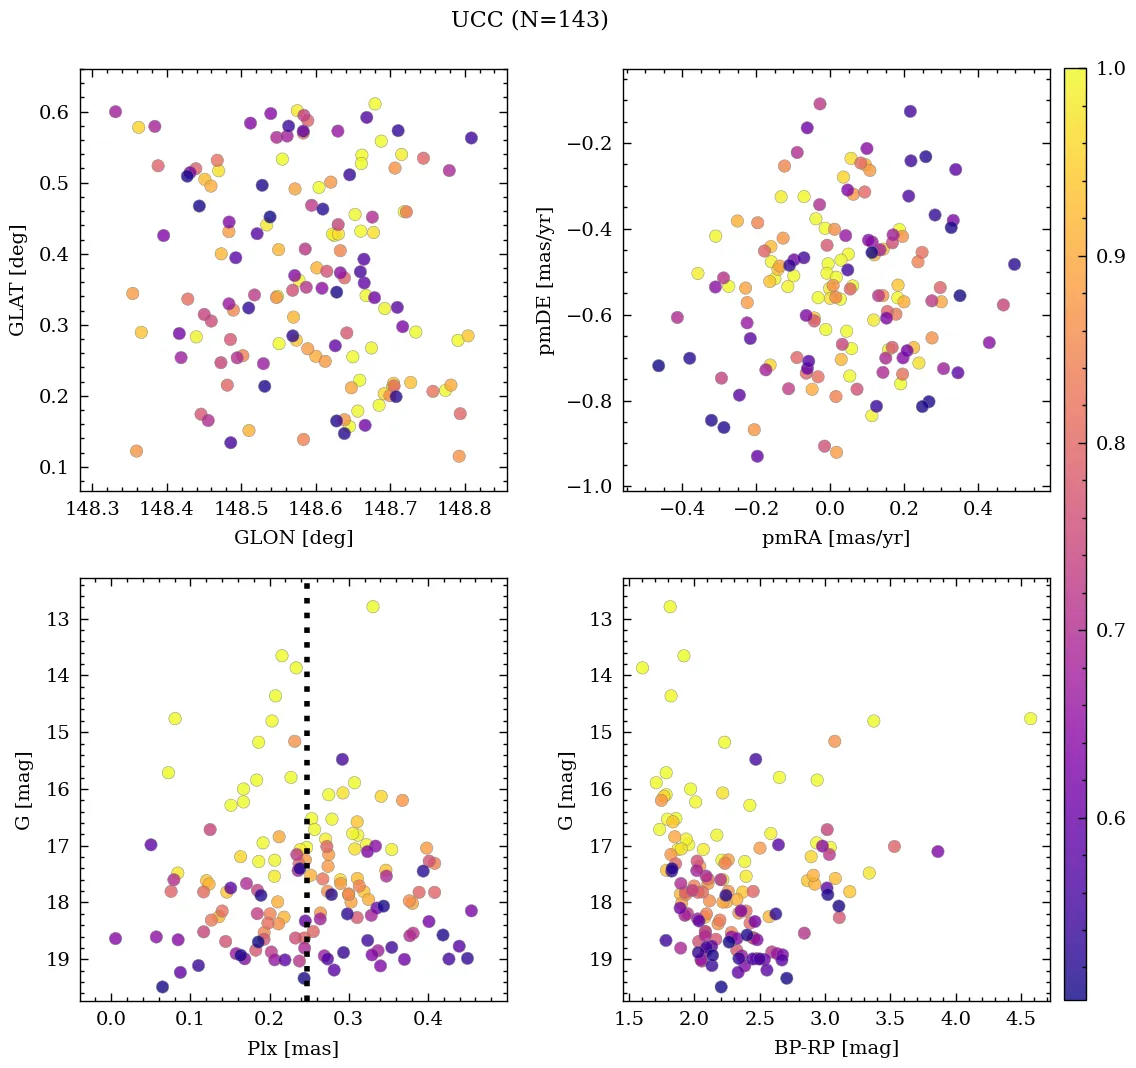 UCC (N=143)
0.6
0.5
0.4
0.3
0.2
0.1
GLAT [deg]
148.3 148.4 148.5 148.6 148.7 148.8
GLON [deg]
−0.2
−0.4
−0.6
−0.8
−1.0
pmDE [mas/yr]
−0.4 −0.2 0.0 0.2 0.4
pmRA [mas/yr]
1.0
0.9
0.8
0.7
0.6
13
14
15
16
17
18
19
G [mag]
0.0 0.1 0.2 0.3 0.4
Plx [mas]
13
14
15
16
17
18
19
G [mag]
1.5 2.0 2.5 3.0 3.5 4.0 4.5
BP-RP [mag]